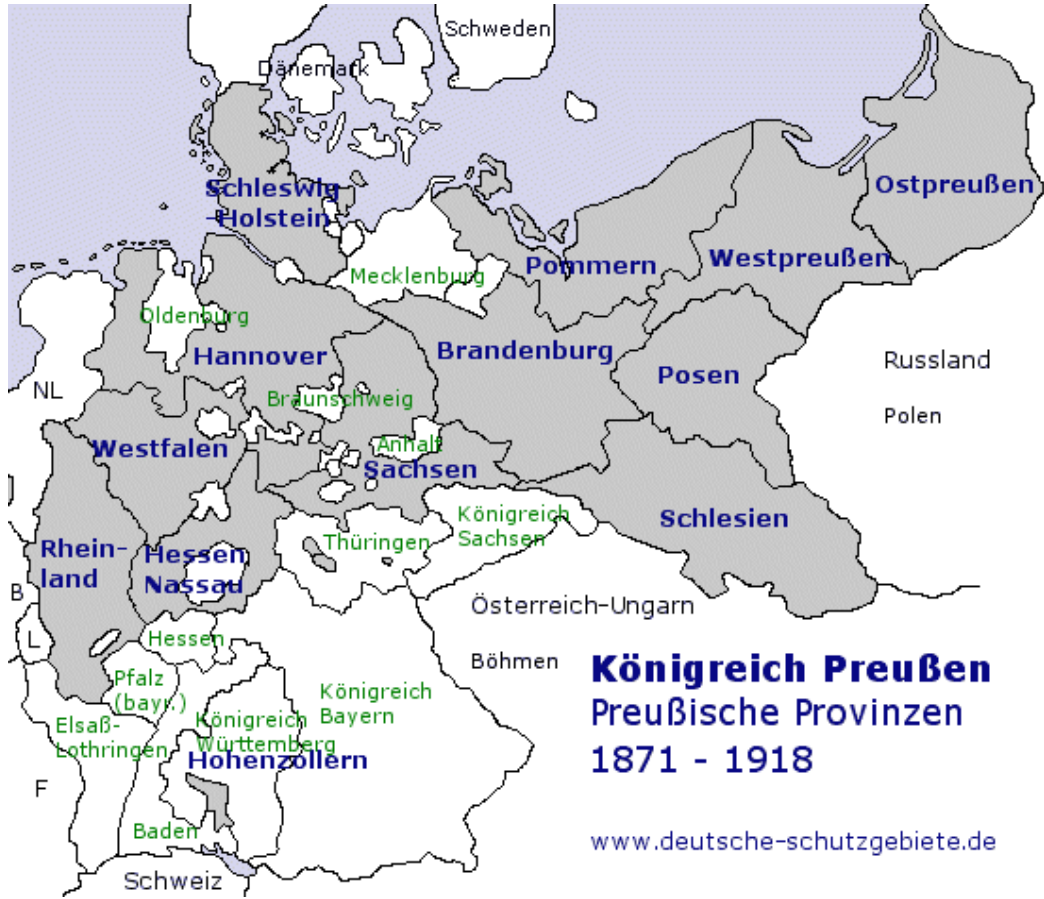 Schweden
Dänemark
Schleswig
-Holstein
Ostpreußen
Mecklenburg
Pommern
Westpreußen
Oldenburg
Hannover
Brandenburg
Posen
Russland
NL
Braunschweig
Polen
Westfalen
Anhalt
Sachsen
Königreich
Sachsen
Schlesien
Thüringen
Rhein-
land
Hessen
Nassau
B
Österreich-Ungarn
L
Hessen
Böhmen
Pfalz
(bayr.)
Königreich
Bayern
Elsaß-
Lothringen
Königreich
Württemberg
Hohenzollern
F
Baden
Schweiz
Königreich Preußen
Preußische Provinzen
1871 - 1918
www.deutsche-schutzgebiete.de